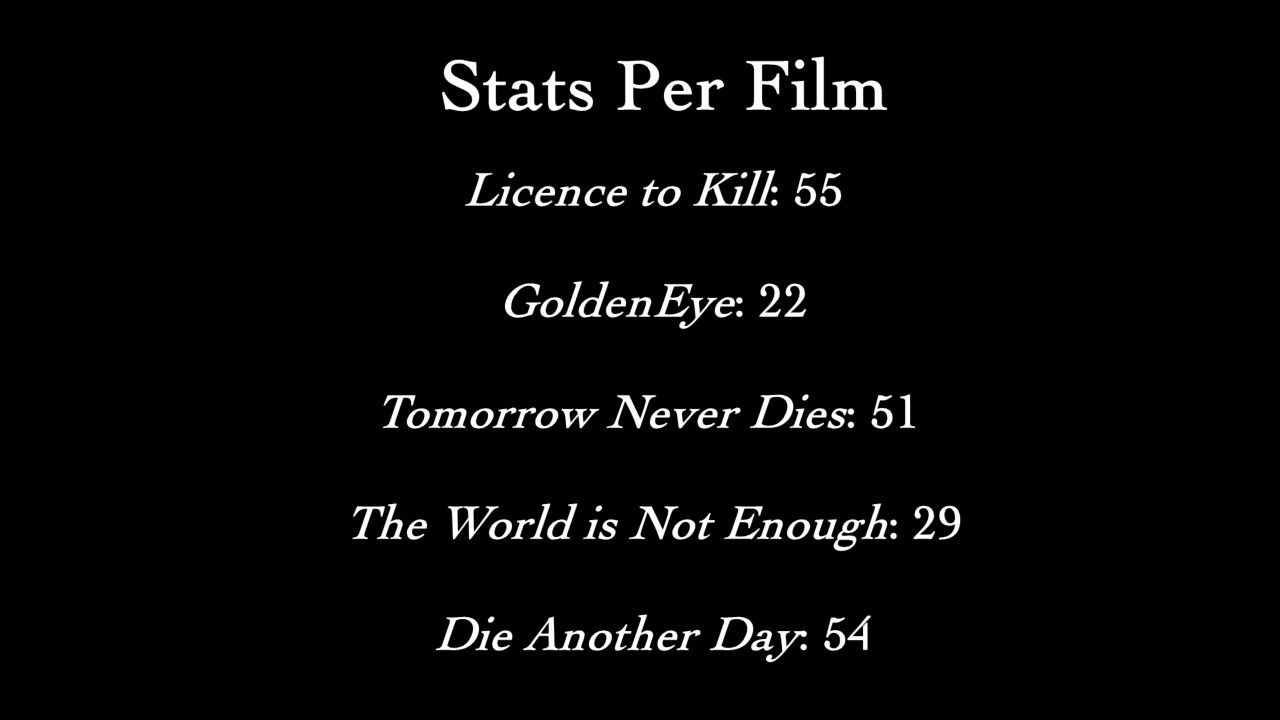 Stats Per Film
Licence to Kill: 55
GoldenEye: 22
Tomorrow Never Dies: 51
The World is Not Enough: 29
Die Another Day: 54